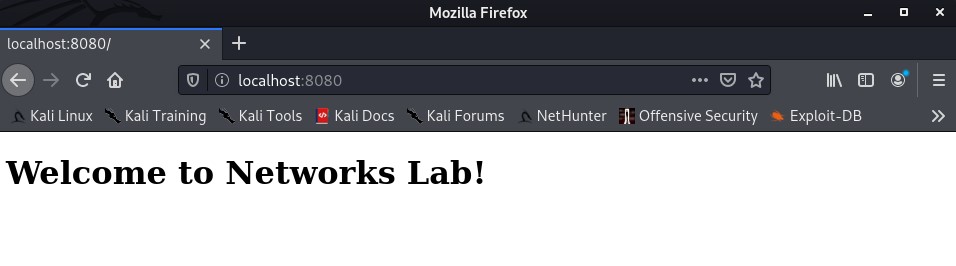 Mozilla Firefox
localhost:8080/
localhost:8080
Kali Linux Kali Training Kali Tools Kali Docs Kali Forums NetHunter Offensive Security Exploit-DB
Welcome to Networks Lab!